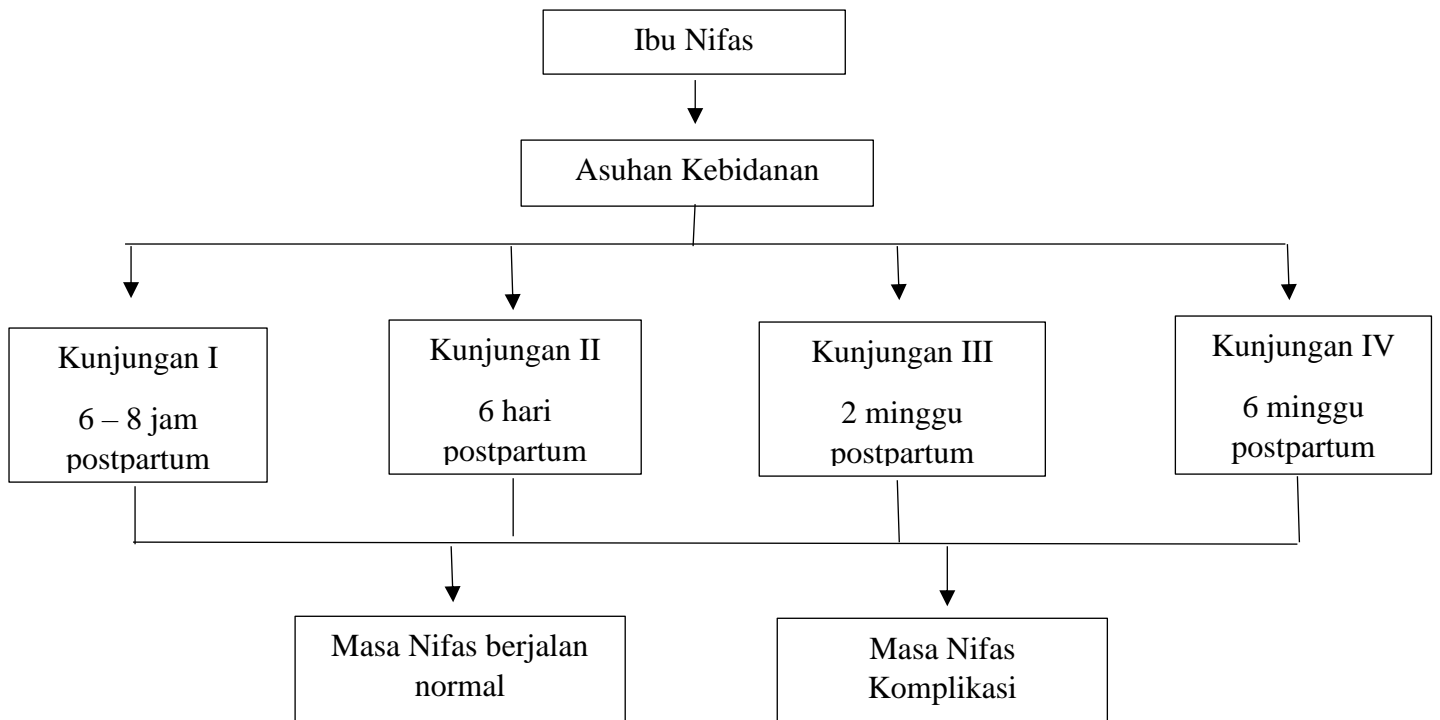 Ibu Nifas
Asuhan Kebidanan
Kunjungan I
6 – 8 jam
postpartum
Kunjungan II
6 hari
postpartum
Kunjungan III
2 minggu
postpartum
Kunjungan IV
6 minggu
postpartum
Masa Nifas berjalan
normal
Masa Nifas
Komplikasi